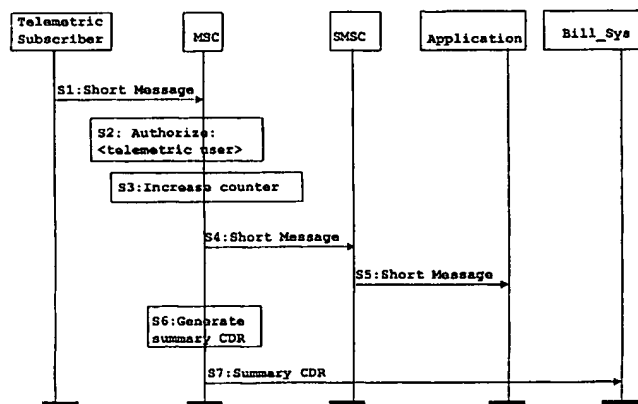 Telemetric
Subscriber
MSC
SMSC
Application
Bill_Sys
S1:Short Message
S2: Authorize:
<telemetric user>
S3:Increase counter
S4:Short Message
S5:Short Message
S6:Generate
summary CDR
S7:Summary CDR